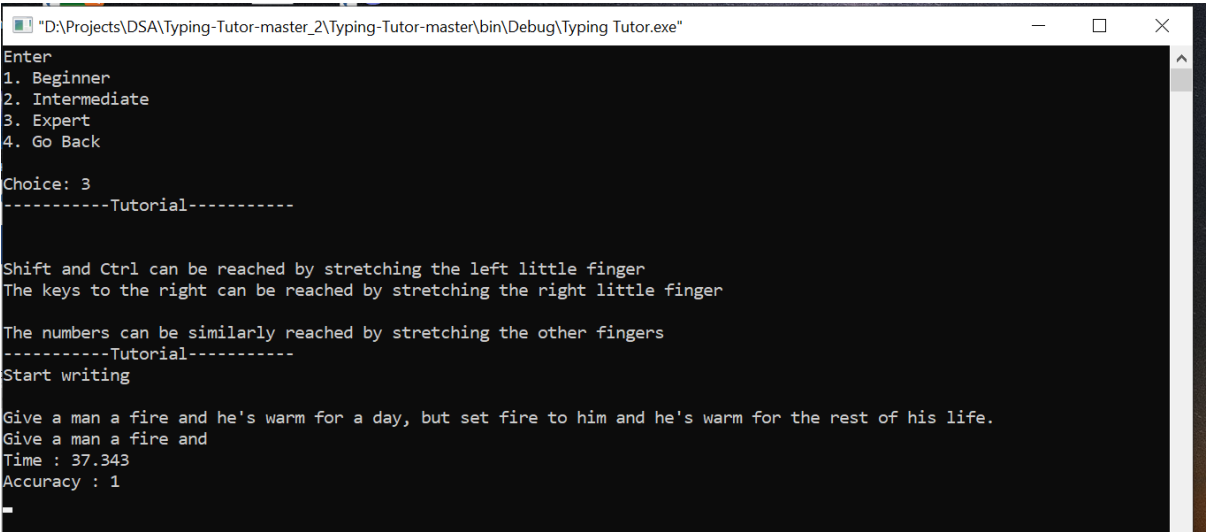 "D:\Projects\DSA\Typing-Tutor-master_2\Typing-Tutor-master\bin\Debug\Typing Tutor.exe"
Enter
1. Beginner
2. Intermediate
3. Expert
4. Go Back
Choice: 3
-----------Tutorial-----------
Shift and Ctrl can be reached by stretching the left little finger
The keys to the right can be reached by stretching the right little finger
The numbers can be similarly reached by stretching the other fingers
-----------Tutorial-----------
Start writing
Give a man a fire and he's warm for a day, but set fire to him and he's warm for the rest of his life.
Give a man a fire and
Time : 37.343
Accuracy : 1